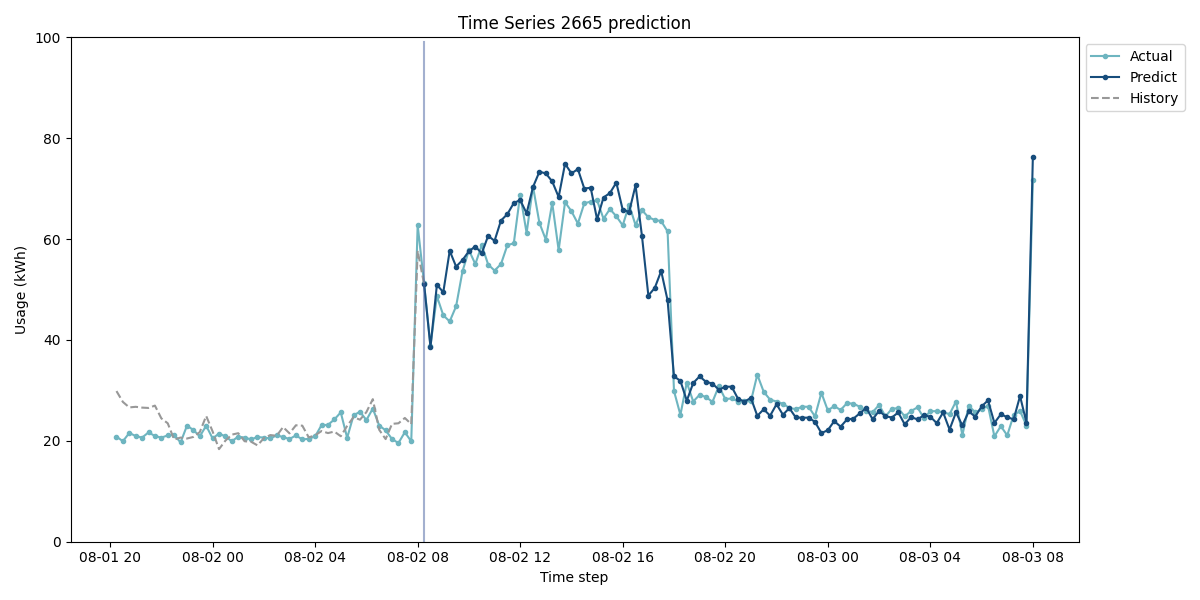 Time Series 2665 prediction
100
80
60
40
20
0
Usage (kWh)
08-01 20
08-02 00
08-02 04
08-02 08
08-02 12
08-02 16
08-02 20
08-03 00
08-03 04
08-03 08
Time step
Actual
Predict
History